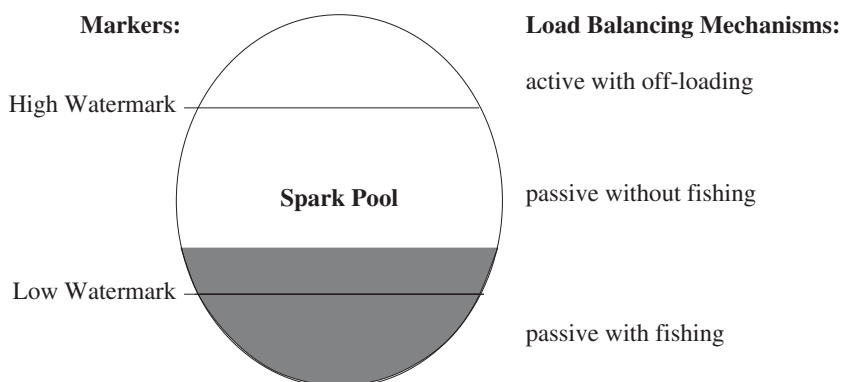 Markers:
Load Balancing Mechanisms:
active with off-loading
High Watermark
Spark Pool
passive without fishing
Low Watermark
passive with fishing